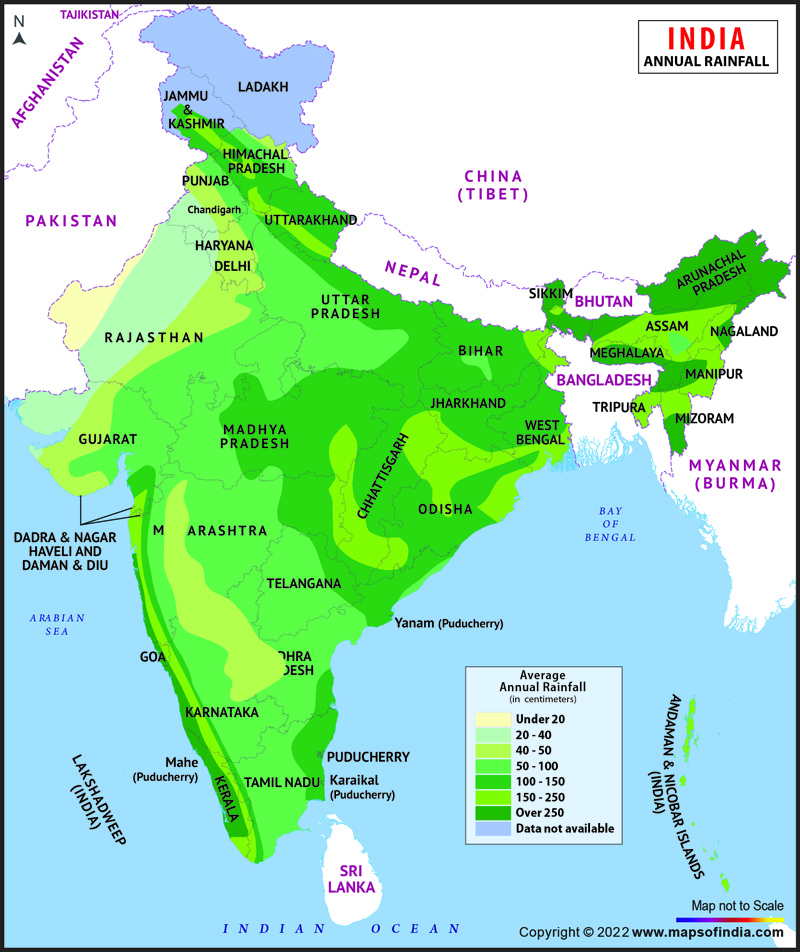 N
TAJIKISTAN
INDIA
ANNUAL RAINFALL
AFGHANISTAN
LADAKH
JAMMU
&
KASHMIR
HIMACHAL
PRADESH
CHINA
(TIBET)
PUNJAB
Chandigarh
UTTARAKHAND
PAKISTAN
HARYANA
DELHI
NEPAL
ARUNACHAL
PRADESH
SIKKIM
BHUTAN
UTTAR
PRADESH
ASSAM
NAGALAND
RAJASTHAN
BIHAR
MEGHALAYA
MANIPUR
BANGLADESH
JHARKHAND
TRIPURA
MIZORAM
GUJARAT
MADHYA
PRADESH
WEST
BENGAL
CHHATTISGARH
MYANMAR
(BURMA)
ODISHA
BAY
OF
BENGAL
DADRA & NAGAR
HAVELI AND
DAMAN & DIU
M ARASHTRA
TELANGANA
ARABIAN
SEA
Yanam (Puducherry)
GOA
DHRA
DESH
KARNATAKA
Average
Annual Rainfall
(in centimeters)
Under 20
20 - 40
40 - 50
50 - 100
100 - 150
150 - 250
Over 250
Data not available
ANDAMAN & NICOBAR ISLANDS
(INDIA)
LAKSHADWEEP
(INDIA)
Mahe
(Puducherry)
PUDUCHERRY
KERALA
TAMIL NADU
Karaikal
(Puducherry)
SRI
LANKA
INDIAN OCEAN
Map not to Scale
Copyright © 2022 www.mapsofindia.com